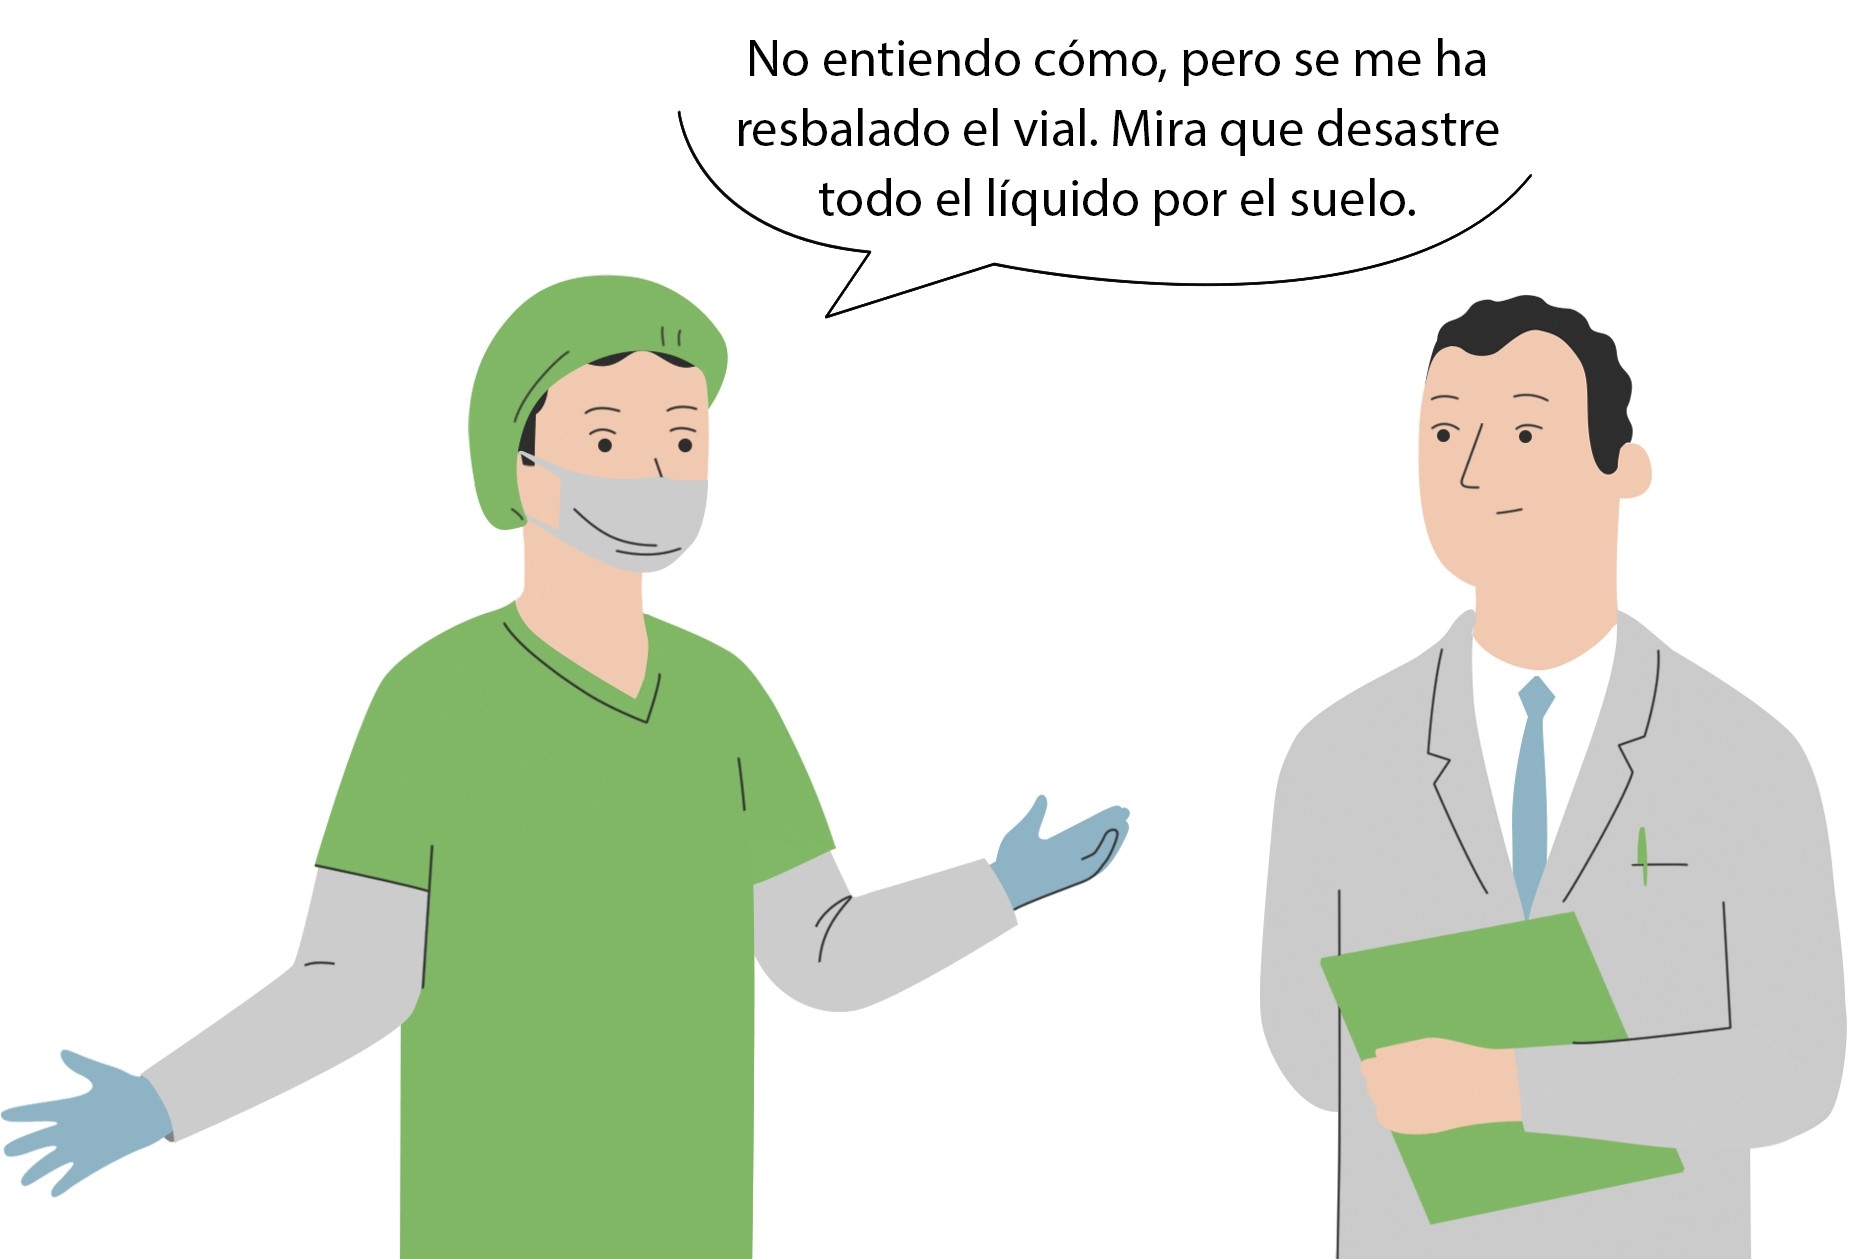 No entiendo cómo, pero se me ha
resbalado el vial. Mira que desastre
todo el líquido por el suelo.